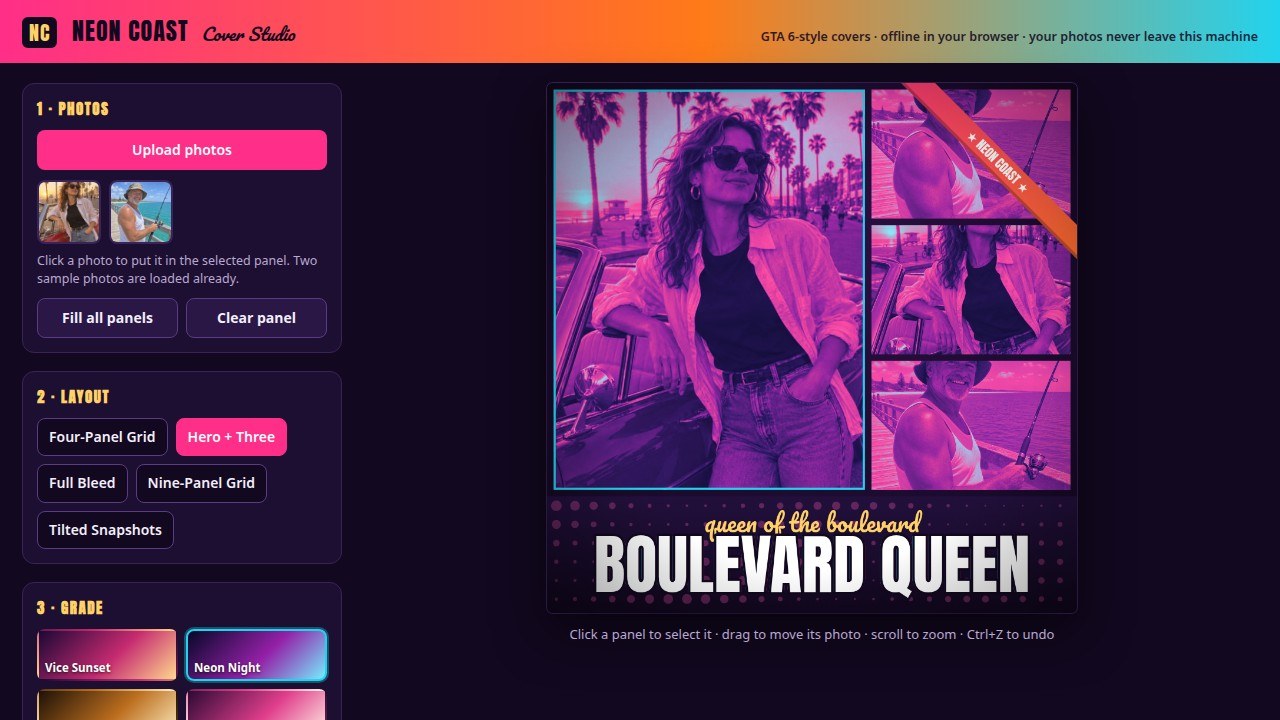 NC NEON COAST Cover Studio
GTA 6-style covers · offline in your browser · your photos never leave this machine
1 · PHOTOS
Upload photos
Click a photo to put it in the selected panel. Two
sample photos are loaded already.
Fill all panels Clear panel
2 · LAYOUT
Four-Panel Grid Hero + Three
Full Bleed Nine-Panel Grid
Tilted Snapshots
3 · GRADE
Vice Sunset Neon Night
★ NEON COAST ★
queen of the boulevard
BOULEVARD QUEEN
Click a panel to select it · drag to move its photo · scroll to zoom · Ctrl+Z to undo